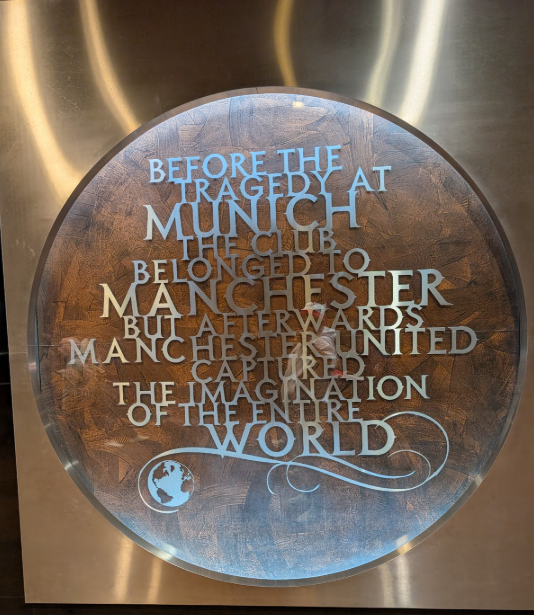 BEFORE THE
TRAGEDY AT
MUNICH
THE CLUB
BELONGED TO
MANCHESTER
BUT AFTERWARDS
MANCHESTER UNITED
CAPTURED
THE IMAGINATION
OF THE ENTIRE
WORLD